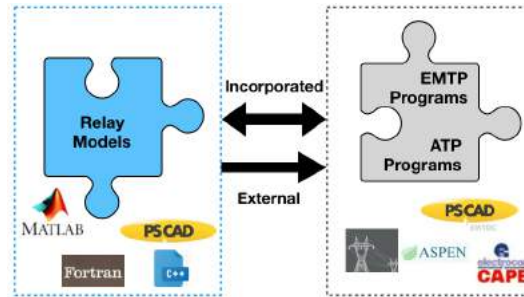 Relay
Models
MATLAB
PSCAD
Fortran
C++
Incorporated
External
EMTP
Programs
ATP
Programs
PSCAD
ASPEN
CAPE